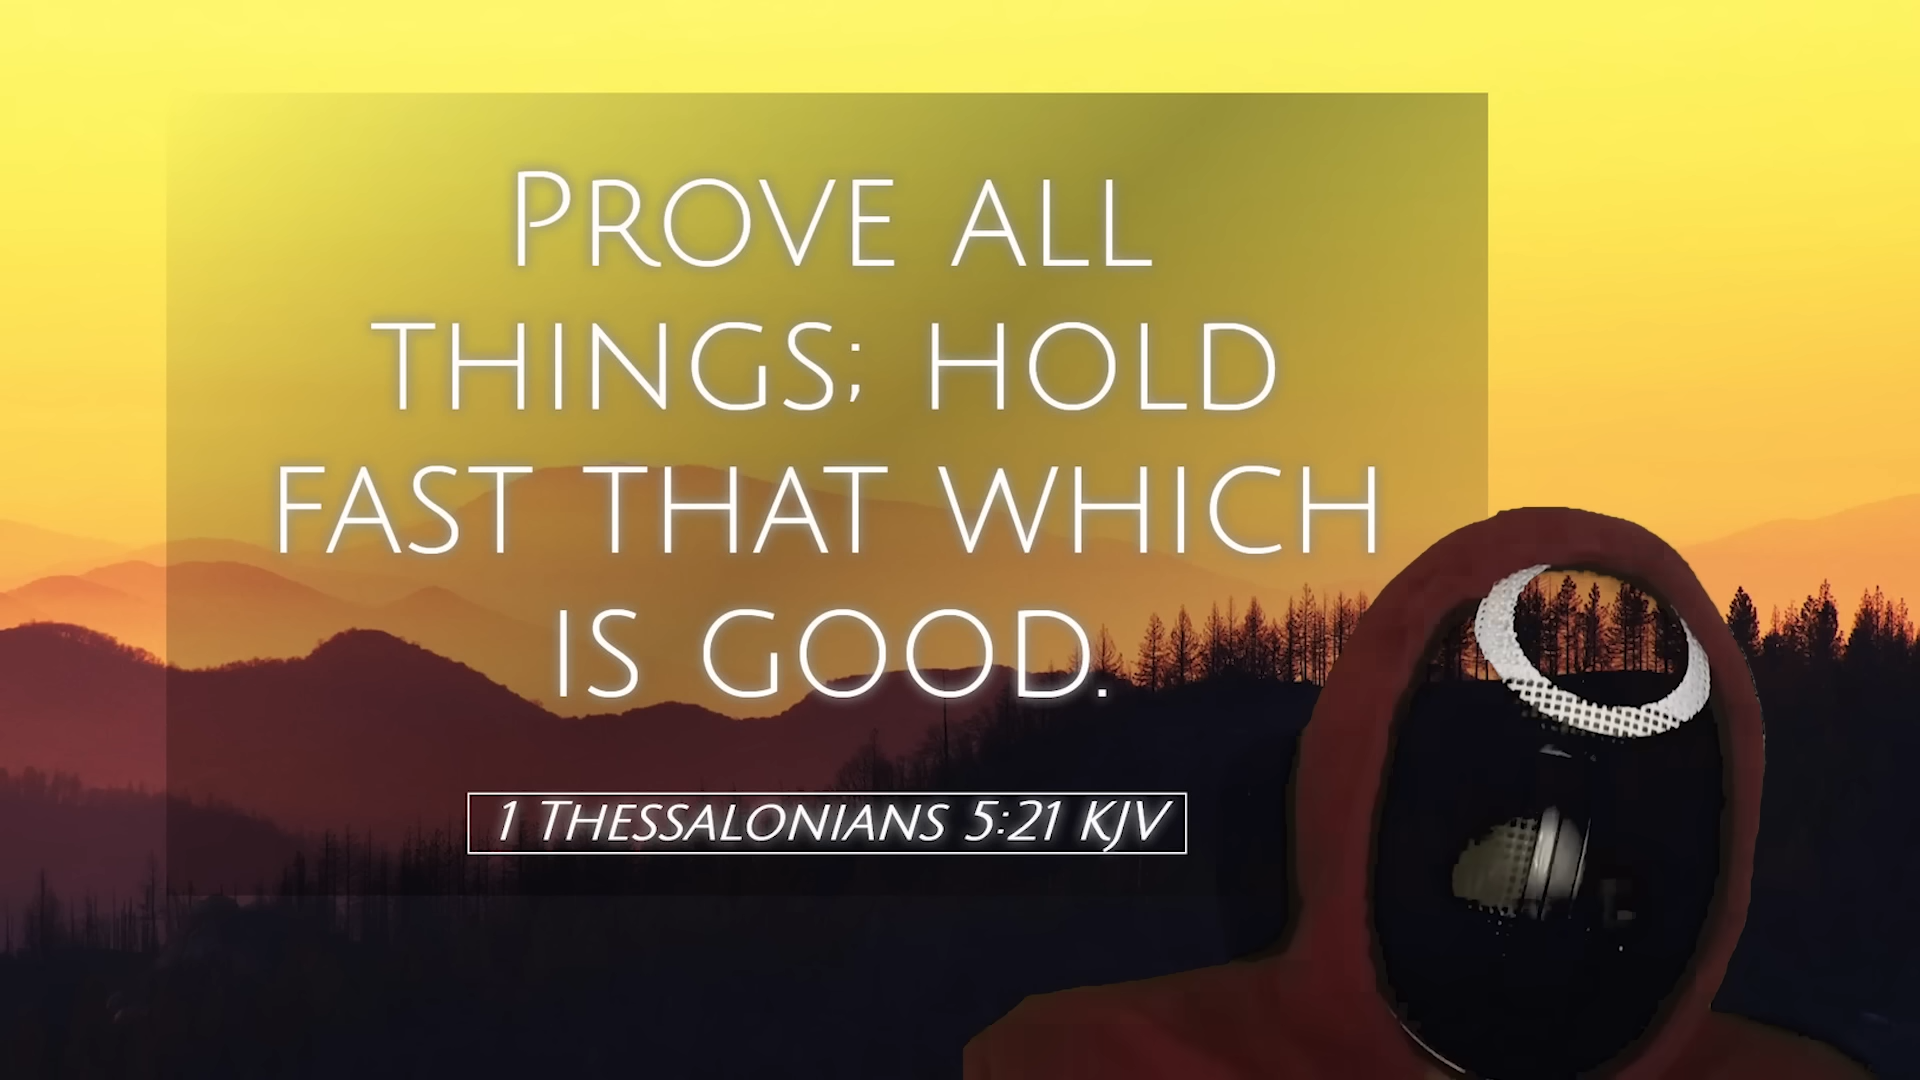 Prove all
things; hold
fast that which
is good.
1 Thessalonians 5:21 KJV